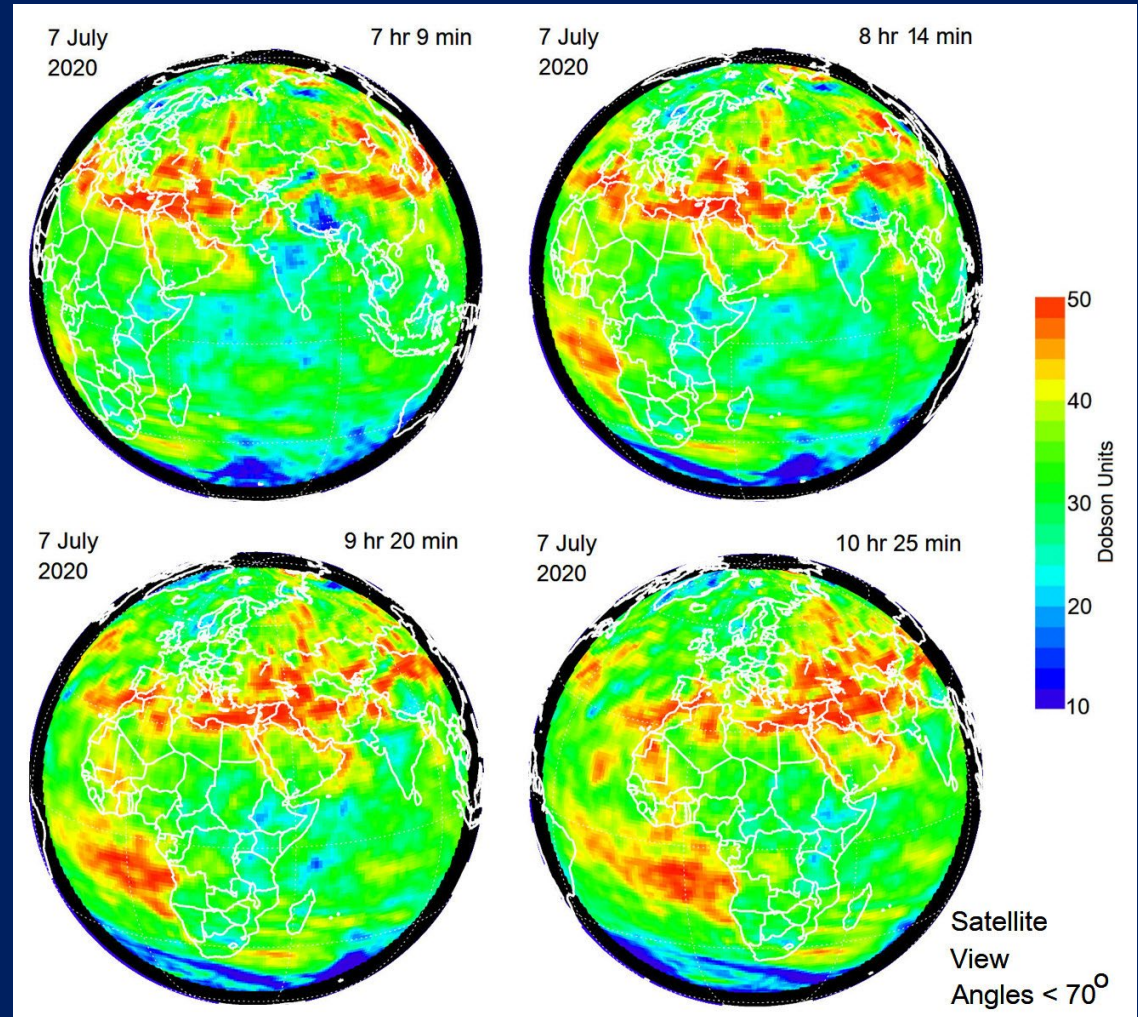 7 July
2020
7 hr 9 min
7 July
2020
8 hr 14 min
50
40
30
20
10
Dobson Units
7 July
2020
9 hr 20 min
7 July
2020
10 hr 25 min
Satellite
View
Angles < 70⁰